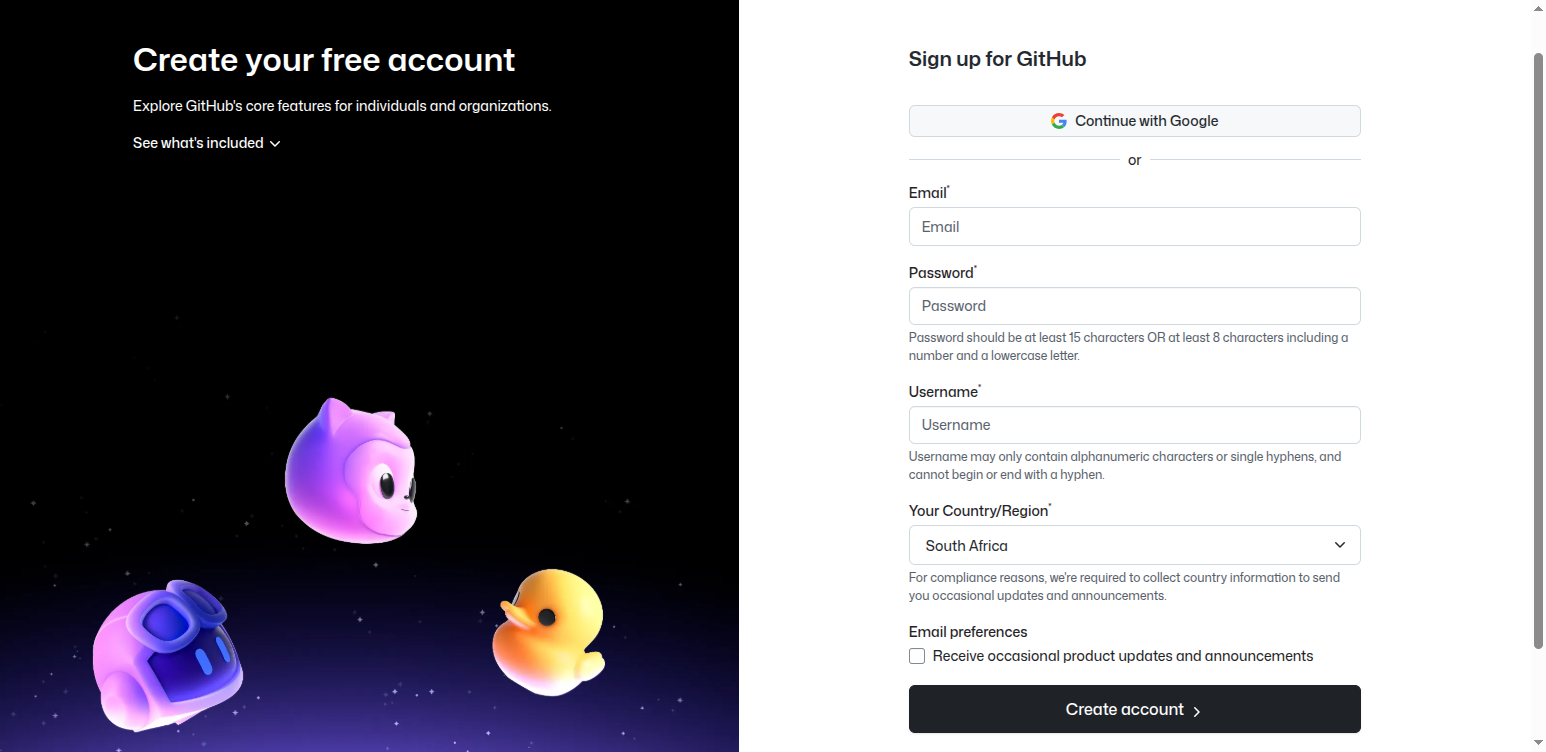 Create your free account
Explore GitHub's core features for individuals and organizations.
See what's included
Sign up for GitHub
Continue with Google
or
Email*
Email
Password*
Password
Password should be at least 15 characters OR at least 8 characters including a
number and a lowercase letter.
Username*
Username
Username may only contain alphanumeric characters or single hyphens, and
cannot begin or end with a hyphen.
Your Country/Region*
South Africa
For compliance reasons, we're required to collect country information to send
you occasional updates and announcements.
Email preferences
Receive occasional product updates and announcements
Create account